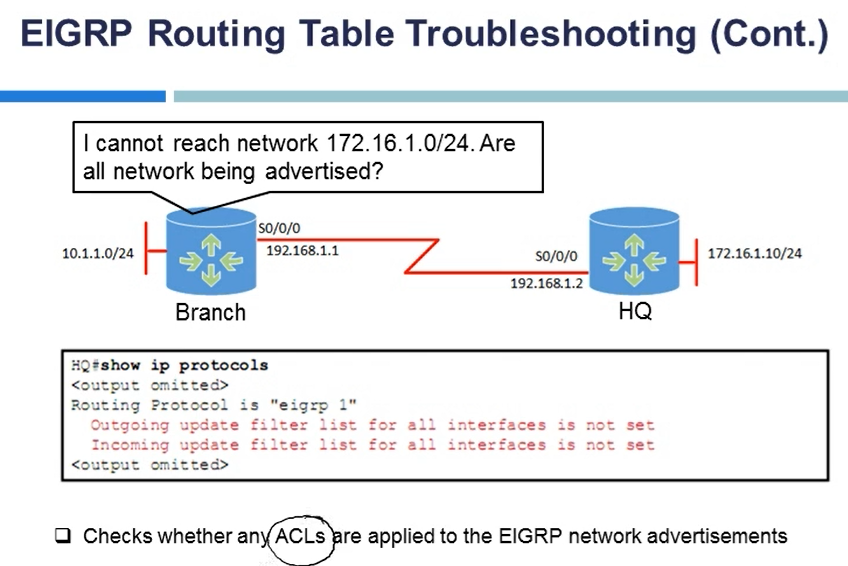 EIGRP Routing Table Troubleshooting (Cont.)
I cannot reach network 172.16.1.0/24. Are
all network being advertised?
S0/0/0
10.1.1.0/24
192.168.1.1
S0/0/0
172.16.1.10/24
192.168.1.2
Branch
HQ
HQ#show ip protocols
<output omitted>
Routing Protocol is "eigrp 1"
Outgoing update filter list for all interfaces is not set
Incoming update filter list for all interfaces is not set
<output omitted>
Checks whether any ACLs are applied to the EIGRP network advertisements